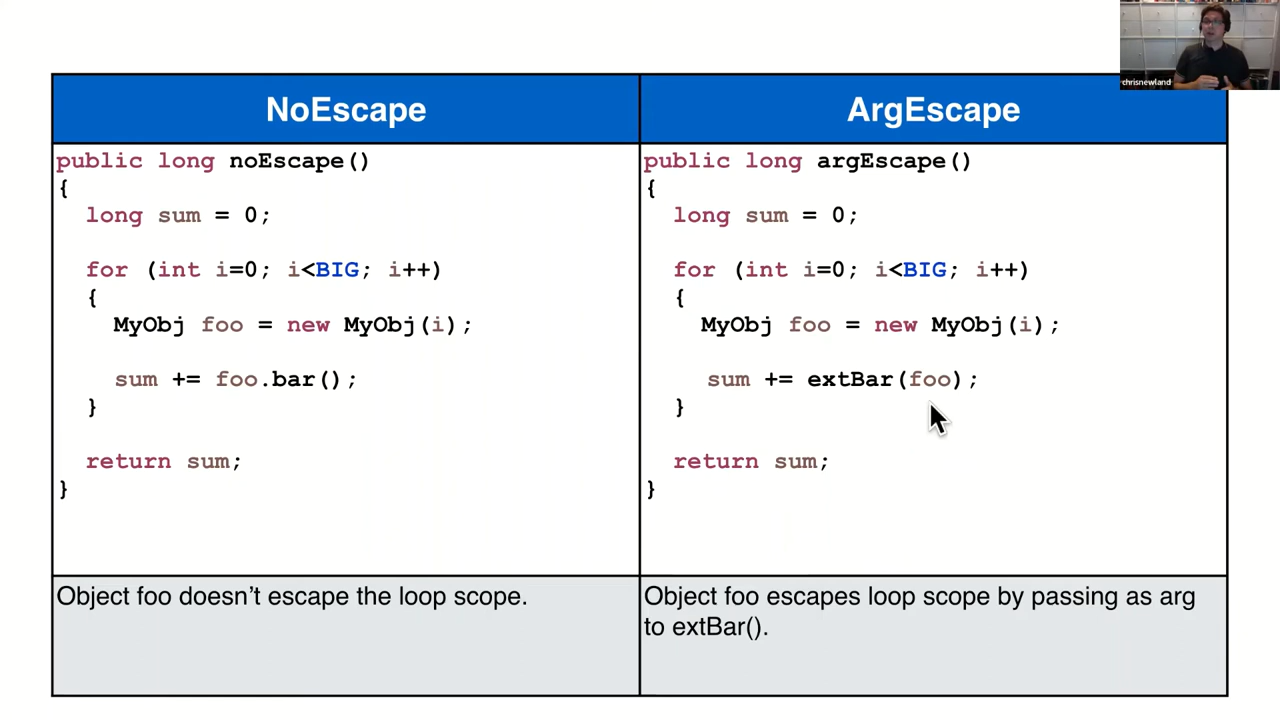 chrisnewland
NoEscape
ArgEscape
public long noEscape()
{
long sum = 0;
for (int i=0; i<BIG; i++)
{
MyObj foo = new MyObj(i);
sum += foo.bar();
}
return sum;
}
public long argEscape()
{
long sum = 0;
for (int i=0; i<BIG; i++)
{
MyObj foo = new MyObj(i);
sum += extBar(foo);
}
return sum;
}
Object foo doesn’t escape the loop scope.
Object foo escapes loop scope by passing as arg
to extBar().